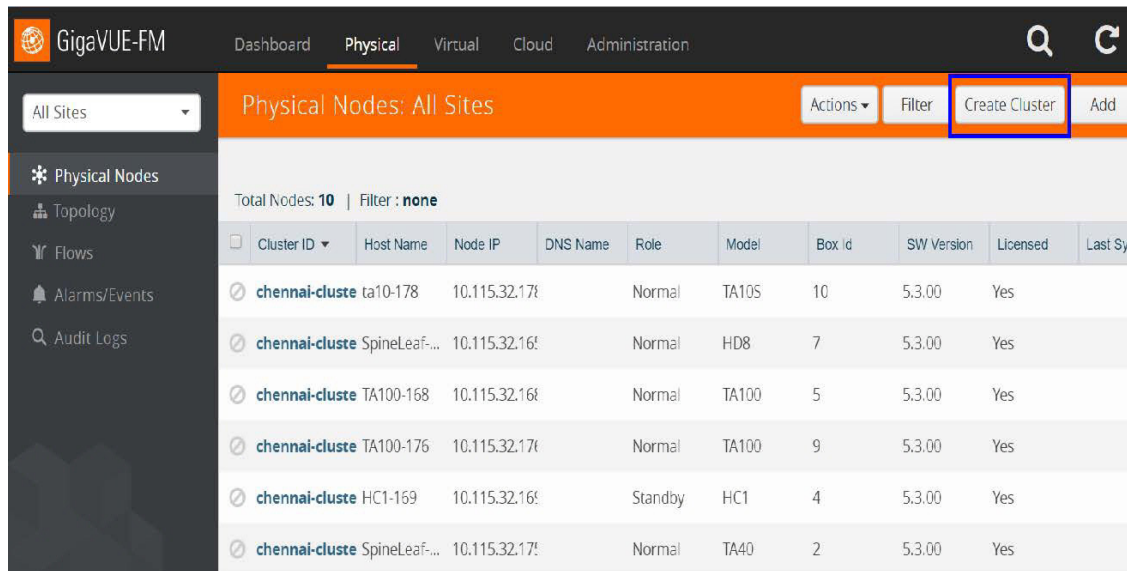 GigaVUE-FM Dashboard Physical Virtual Cloud Administration
All Sites
Physical Nodes: All Sites Actions Filter Create Cluster Add
Physical Nodes
Topology
Flows
Alarms/Events
Audit Logs
Total Nodes: 10 | Filter : none
Cluster ID Host Name Node IP DNS Name Role Model Box Id SW Version Licensed Last Sy
chennai-cluste ta10-178 10.115.32.178 Normal TA10S 10 5.3.00 Yes
chennai-cluste SpineLeaf-... 10.115.32.165 Normal HD8 7 5.3.00 Yes
chennai-cluste TA100-168 10.115.32.168 Normal TA100 5 5.3.00 Yes
chennai-cluste TA100-176 10.115.32.176 Normal TA100 9 5.3.00 Yes
chennai-cluste HC1-169 10.115.32.169 Standby HC1 4 5.3.00 Yes
chennai-cluste SpineLeaf-... 10.115.32.175 Normal TA40 2 5.3.00 Yes